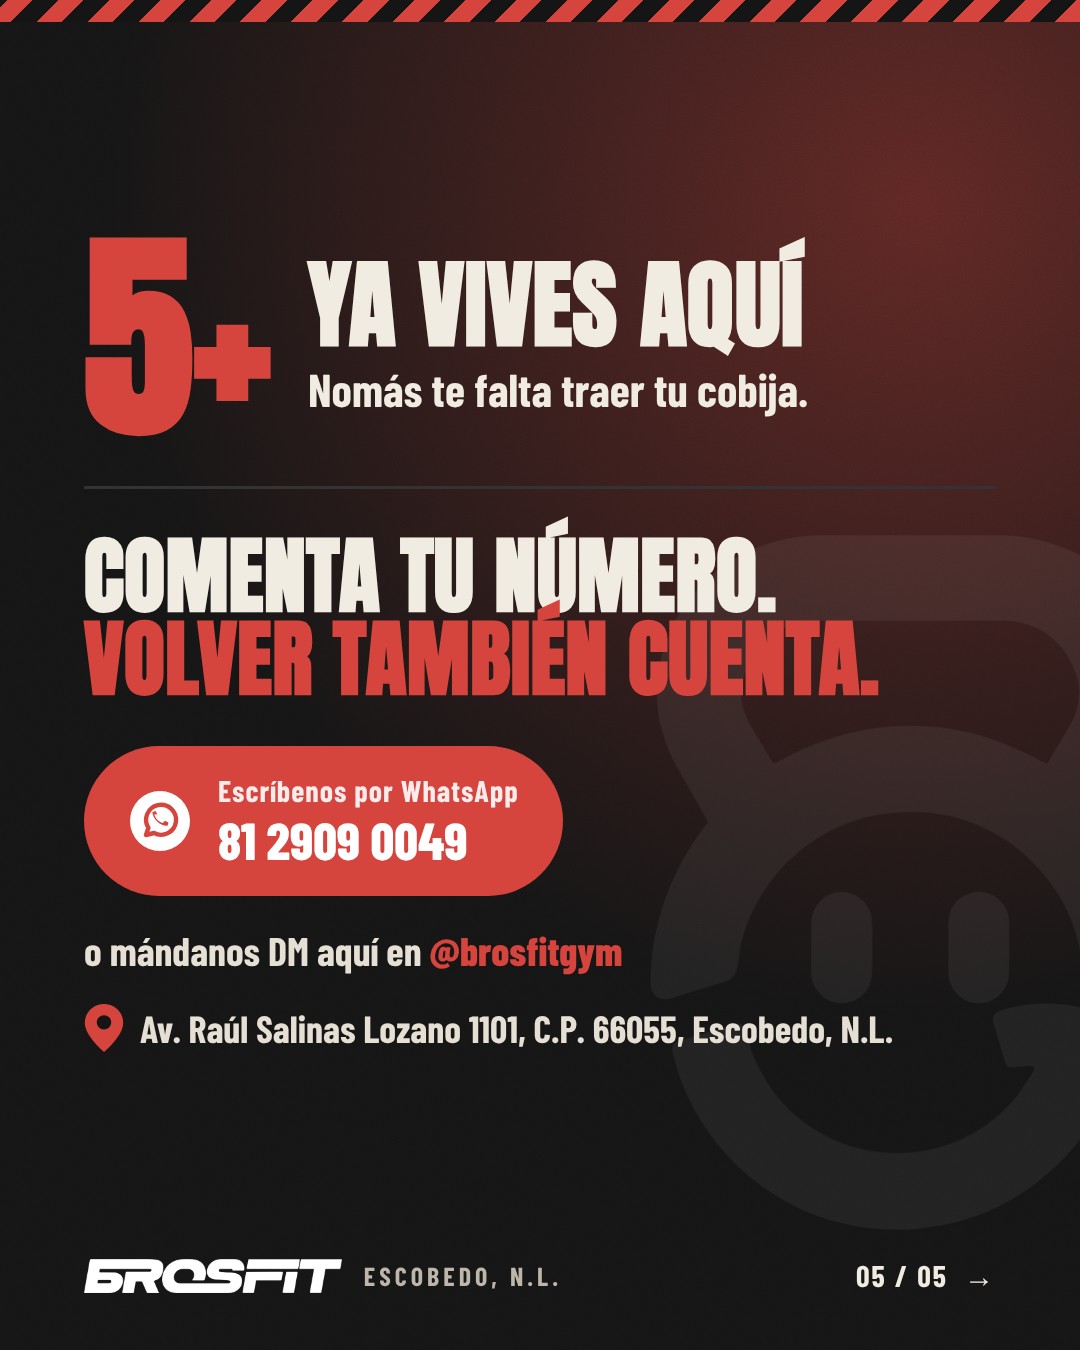 5+
YA VIVES AQUÍ
Nomás te falta traer tu cobija.
COMENTA TU NÚMERO.
VOLVER TAMBIÉN CUENTA.
Escríbenos por WhatsApp
81 2909 0049
o mándanos DM aquí en @brosfitgym
Av. Raúl Salinas Lozano 1101, C.P. 66055, Escobedo, N.L.
BROSFIT ESCOBEDO, N.L.
05 / 05 →